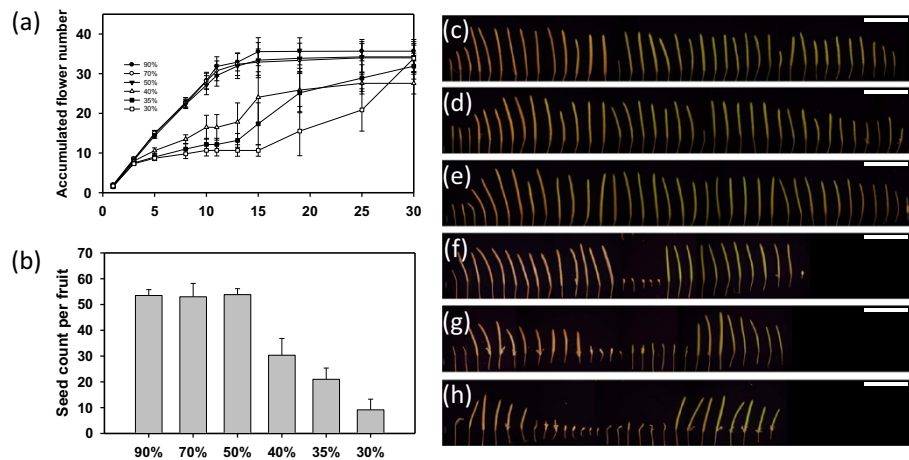 (a)
Accumulated flower number
40
30
20
10
0
90%
70%
50%
40%
35%
30%
0 5 10 15 20 25 30
(b)
Seed count per fruit
70
60
50
40
30
20
10
0
90% 70% 50% 40% 35% 30%
(c)
(d)
(e)
(f)
(g)
(h)